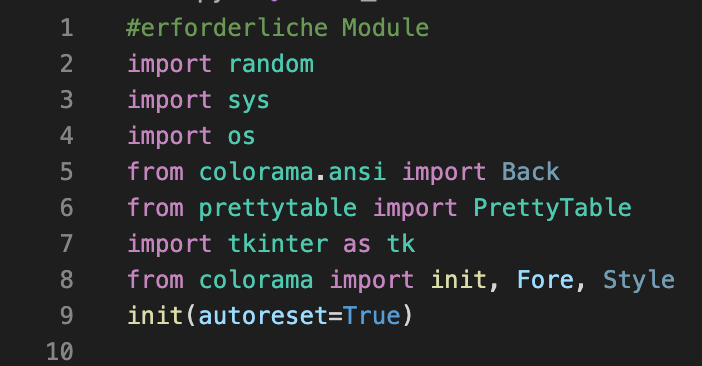 1 #erforderliche Module
2 import random
3 import sys
4 import os
5 from colorama.ansi import Back
6 from prettytable import PrettyTable
7 import tkinter as tk
8 from colorama import init, Fore, Style
9 init(autoreset=True)
10